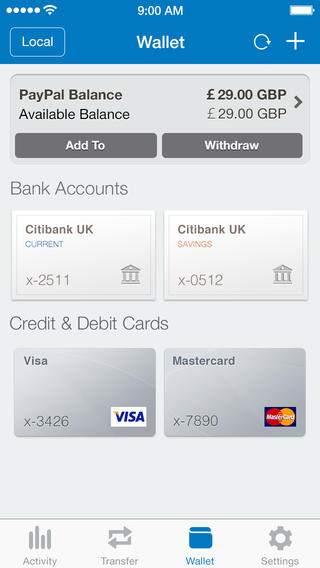 9:00 AM
Local
Wallet
PayPal Balance £ 29.00 GBP
Available Balance £ 29.00 GBP
Add To Withdraw
Bank Accounts
Citibank UK
CURRENT
x-2511
Citibank UK
SAVINGS
x-0512
Credit & Debit Cards
Visa
x-3426 VISA
Mastercard
x-7890 MasterCard
Activity Transfer Wallet Settings